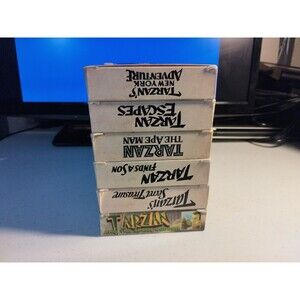 TARZAN'S
NEW YORK
ADVENTURE
TARZAN
ESCAPES
TARZAN
THE APE MAN
TARZAN
FINDS A SON
Tarzan's
Secret Treasure
TARZAN